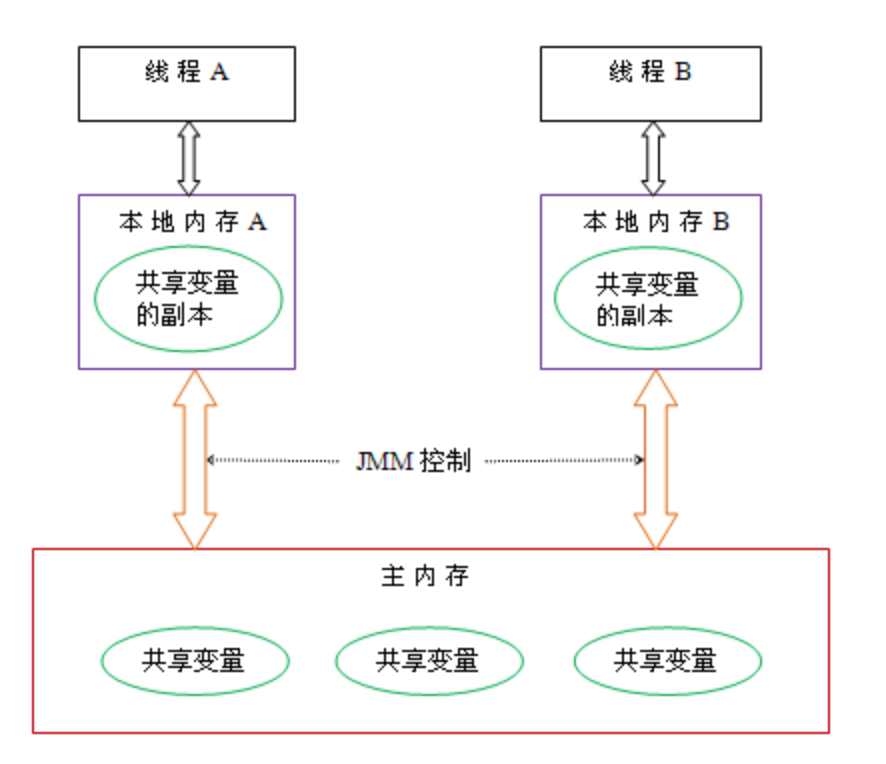 线程 A
线程 B
本地内存 A
本地内存 B
共享变量
的副本
共享变量
的副本
JMM 控制
主内存
共享变量
共享变量
共享变量